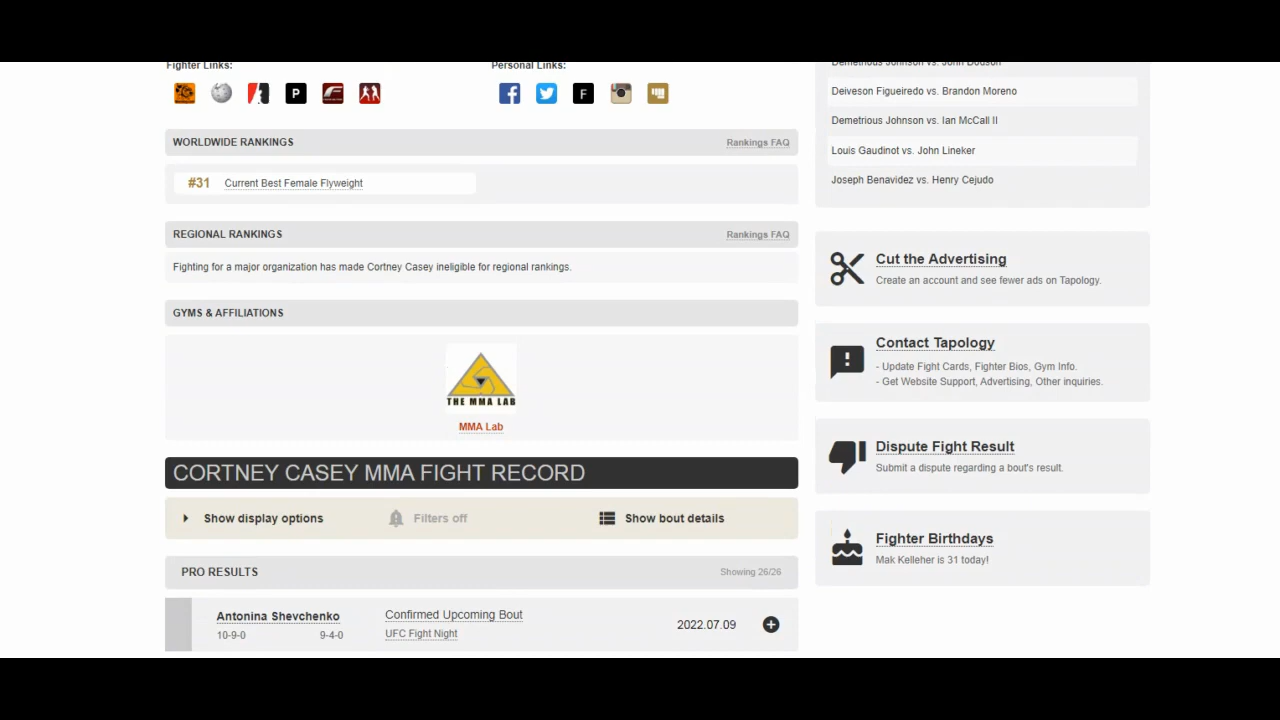 Fighter Links:
Personal Links:
P
F
WORLDWIDE RANKINGS
Rankings FAQ
#31 Current Best Female Flyweight
REGIONAL RANKINGS
Rankings FAQ
Fighting for a major organization has made Cortney Casey ineligible for regional rankings.
GYMS & AFFILIATIONS
THE MMA LAB
MMA Lab
CORTNEY CASEY MMA FIGHT RECORD
Show display options
Filters off
Show bout details
PRO RESULTS
Showing 26/26
Antonina Shevchenko
10-9-0
9-4-0
Confirmed Upcoming Bout
UFC Fight Night
2022.07.09
Demetrious Johnson vs. John Dodson
Deiveson Figueiredo vs. Brandon Moreno
Demetrious Johnson vs. Ian McCall II
Louis Gaudinot vs. John Lineker
Joseph Benavidez vs. Henry Cejudo
Cut the Advertising
Create an account and see fewer ads on Tapology.
Contact Tapology
- Update Fight Cards, Fighter Bios, Gym Info.
- Get Website Support, Advertising, Other inquiries.
Dispute Fight Result
Submit a dispute regarding a bout's result.
Fighter Birthdays
Mak Kelleher is 31 today!